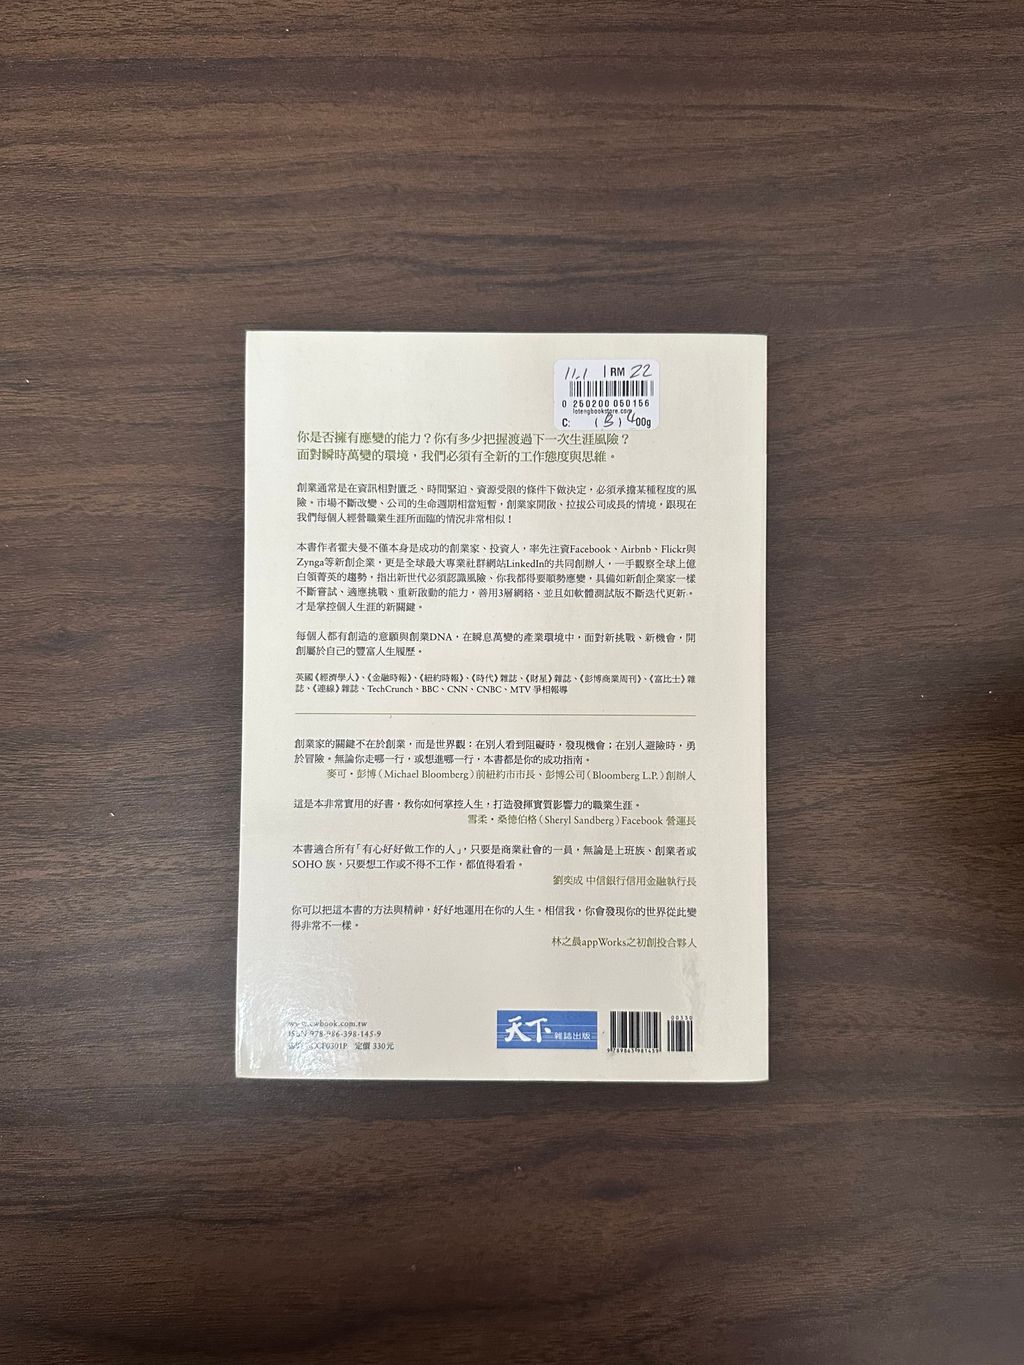 11.1 | RM 22
0 250200 050156
lotengbookstore.com
C: (B) 400g
你是否擁有應變的能力？你有多少把握渡過下一次生涯風險？
面對瞬時萬變的環境，我們必須有全新的工作態度與思維。
創業通常是在資訊相對匱乏、時間緊迫、資源受限的條件下做決定，必須承擔某種程度的風
險。市場不斷改變、公司的生命週期相當短暫，創業家開啟、拉拔公司成長的情境，跟現在
我們每個人經營職業生涯所面臨的情況非常相似！
本書作者霍夫曼不僅本身是成功的創業家、投資人，率先注資Facebook、Airbnb、Flickr與
Zynga等新創企業，更是全球最大專業社群網站LinkedIn的共同創辦人，一手觀察全球上億
白領菁英的趨勢，指出新世代必須認識風險、你我都得要順勢應變，具備如新創企業家一樣
不斷嘗試、適應挑戰、重新啟動的能力，善用3層網絡、並且如軟體測試版不斷迭代更新。
才是掌控個人生涯的新關鍵。
每個人都有創造的意願與創業DNA，在瞬息萬變的產業環境中，面對新挑戰、新機會，開
創屬於自己的豐富人生履歷。
英國《經濟學人》、《金融時報》、《紐約時報》、《時代》雜誌、《財星》雜誌、《彭博商業周刊》、《富比士》雜
誌、《連線》雜誌、TechCrunch、BBC、CNN、CNBC、MTV 爭相報導
創業家的關鍵不在於創業，而是世界觀：在別人看到阻礙時，發現機會；在別人避險時，勇
於冒險。無論你走哪一行，或想進哪一行，本書都是你的成功指南。
麥可・彭博（Michael Bloomberg）前紐約市市長、彭博公司（Bloomberg L.P.）創辦人
這是本非常實用的好書，教你如何掌控人生，打造發揮實質影響力的職業生涯。
雪柔・桑德伯格（Sheryl Sandberg）Facebook 營運長
本書適合所有「有心好好做工作的人」，只要是商業社會的一員，無論是上班族、創業者或
SOHO 族，只要想工作或不得不工作，都值得看看。
劉奕成 中信銀行信用金融執行長
你可以把這本書的方法與精神，好好地運用在你的人生。相信我，你會發現你的世界從此變
得非常不一樣。
林之晨appWorks之初創投合夥人
www.cwbook.com.tw
ISBN 978-986-398-145-9
BCCF0301P 定價 330元
天下 雜誌出版
9 789863 981459
00330